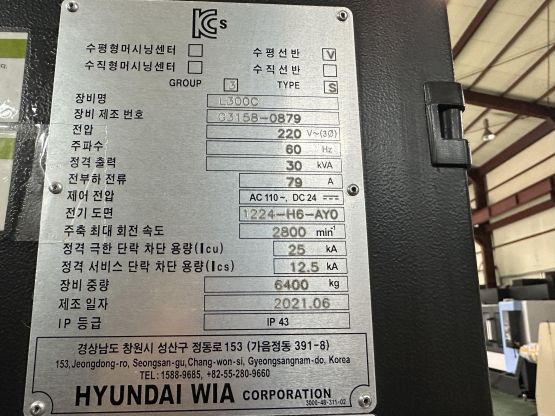 KCs
수평형머시닝센터 수평선반 V
수직형머시닝센터 수직선반
GROUP 3 TYPE S
장비명 L300C
장비 제조 번호 G3158-0879
전압 220 V~(3Ø)
주파수 60 Hz
정격 출력 30 kVA
전부하 전류 79 A
제어 전압 AC 110~, DC 24
전기 도면 1224-H6-AY0
주축 최대 회전 속도 2800 min⁻¹
정격 극한 단락 차단 용량(Icu) 25 kA
정격 서비스 단락 차단 용량(Ics) 12.5 kA
장비 중량 6400 kg
제조 일자 2021.06
IP 등급 IP 43
경상남도 창원시 성산구 정동로 153 (가음정동 391-8)
153, Jeongdong-ro, Seongsan-gu, Chang-won-si, Gyeongsangnam-do, Korea
TEL: 1588-9685, +82-55-280-9660
HYUNDAI WIA CORPORATION
3000-48-311-02